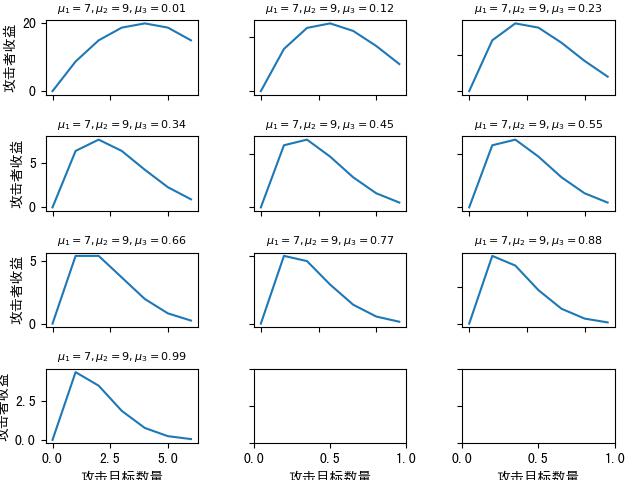 μ₁ = 7, μ₂ = 9, μ₃ = 0.01
μ₁ = 7, μ₂ = 9, μ₃ = 0.12
μ₁ = 7, μ₂ = 9, μ₃ = 0.23
攻击者收益
20
0
μ₁ = 7, μ₂ = 9, μ₃ = 0.34
μ₁ = 7, μ₂ = 9, μ₃ = 0.45
μ₁ = 7, μ₂ = 9, μ₃ = 0.55
攻击者收益
5
0
μ₁ = 7, μ₂ = 9, μ₃ = 0.66
μ₁ = 7, μ₂ = 9, μ₃ = 0.77
μ₁ = 7, μ₂ = 9, μ₃ = 0.88
攻击者收益
5
0
μ₁ = 7, μ₂ = 9, μ₃ = 0.99
攻击者收益
2.5
0.0
0.0 2.5 5.0
0.0 0.5 1.0
0.0 0.5 1.0
攻击目标数量
攻击目标数量
攻击目标数量